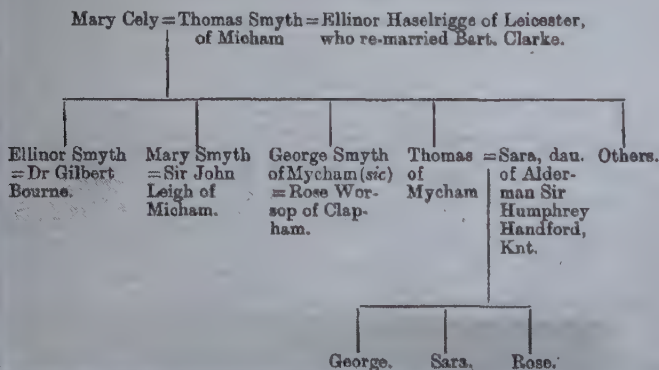 Mary Cely = Thomas Smyth = Ellinor Haselrigge of Leicester,
of Micham who re-married Bart. Clarke.
Ellinor Smyth
= Dr Gilbert
Bourne.
Mary Smyth
= Sir John
Leigh of
Micham.
George Smyth
of Mycham (sic)
= Rose Wor-
sop of Clap-
ham.
Thomas
of
Mycham
= Sara, dau.
of Alder-
man Sir
Humphrey
Handford,
Knt.
Others.
George. Sara. Rose.